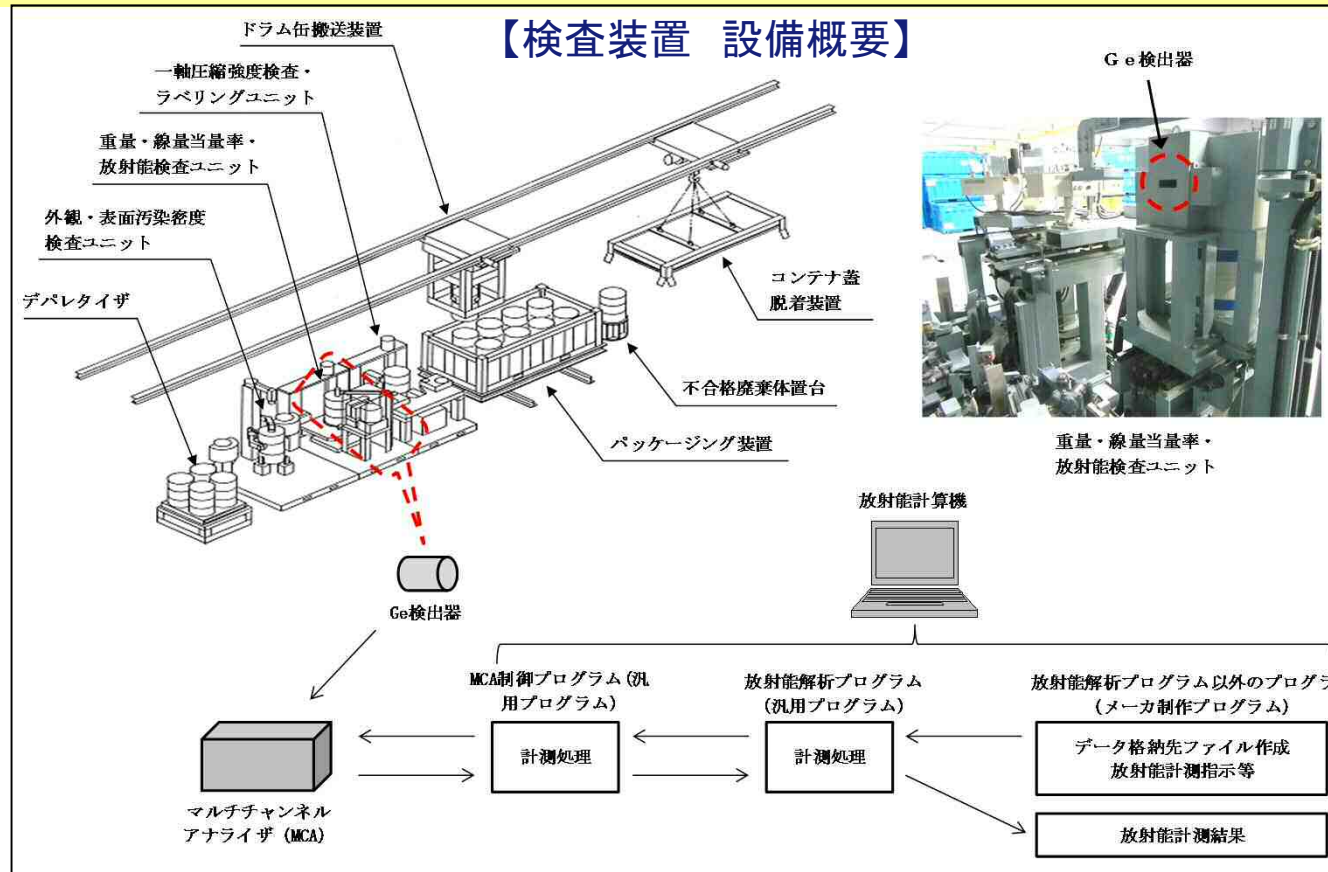 【検査装置　設備概要】
ドラム缶搬送装置
一軸圧縮強度検査・
ラベリングユニット
重量・線量当量率・
放射能検査ユニット
外観・表面汚染密度
検査ユニット
デパレタイザ
コンテナ蓋
脱着装置
不合格廃棄体置台
パッケージング装置
Ｇｅ検出器
重量・線量当量率・
放射能検査ユニット
放射能計算機
Ge検出器
MCA制御プログラム(汎
用プログラム)
計測処理
放射能解析プログラム
(汎用プログラム)
計測処理
放射能解析プログラム以外のプログラ
(メーカ制作プログラム)
データ格納先ファイル作成
放射能計測指示等
放射能計測結果
マルチチャンネル
アナライザ (MCA)